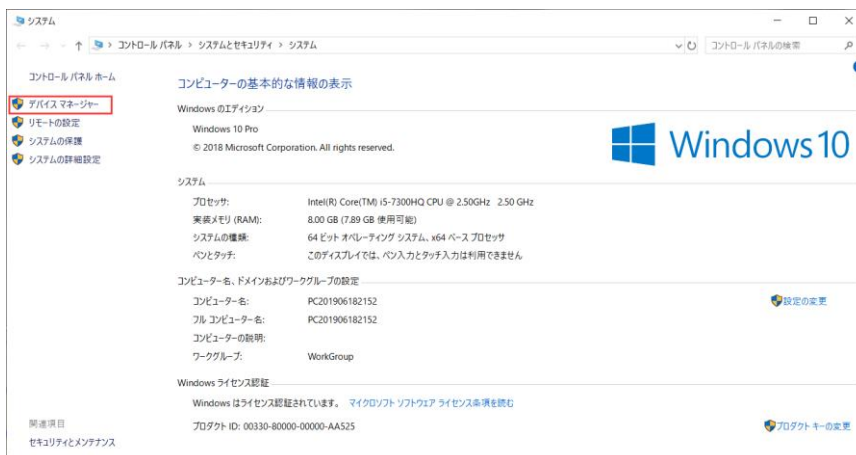 システム
コントロール パネル > システムとセキュリティ > システム
コントロール パネルの検索
コントロール パネル ホーム
デバイス マネージャー
リモートの設定
システムの保護
システムの詳細設定
コンピューターの基本的な情報の表示
Windows のエディション
Windows 10 Pro
© 2018 Microsoft Corporation. All rights reserved.
Windows 10
システム
プロセッサ: Intel(R) Core(TM) i5-7300HQ CPU @ 2.50GHz 2.50 GHz
実装メモリ (RAM): 8.00 GB (7.89 GB 使用可能)
システムの種類: 64 ビット オペレーティング システム、x64 ベース プロセッサ
ペンとタッチ: このディスプレイでは、ペン入力とタッチ入力は利用できません
コンピューター名、ドメインおよびワークグループの設定
コンピューター名: PC201906182152
設定の変更
フル コンピューター名: PC201906182152
コンピューターの説明:
ワークグループ: WorkGroup
Windows ライセンス認証
Windows はライセンス認証されています。 マイクロソフト ソフトウェア ライセンス条項を読む
プロダクト ID: 00330-80000-00000-AA525
プロダクト キーの変更
関連項目
セキュリティとメンテナンス